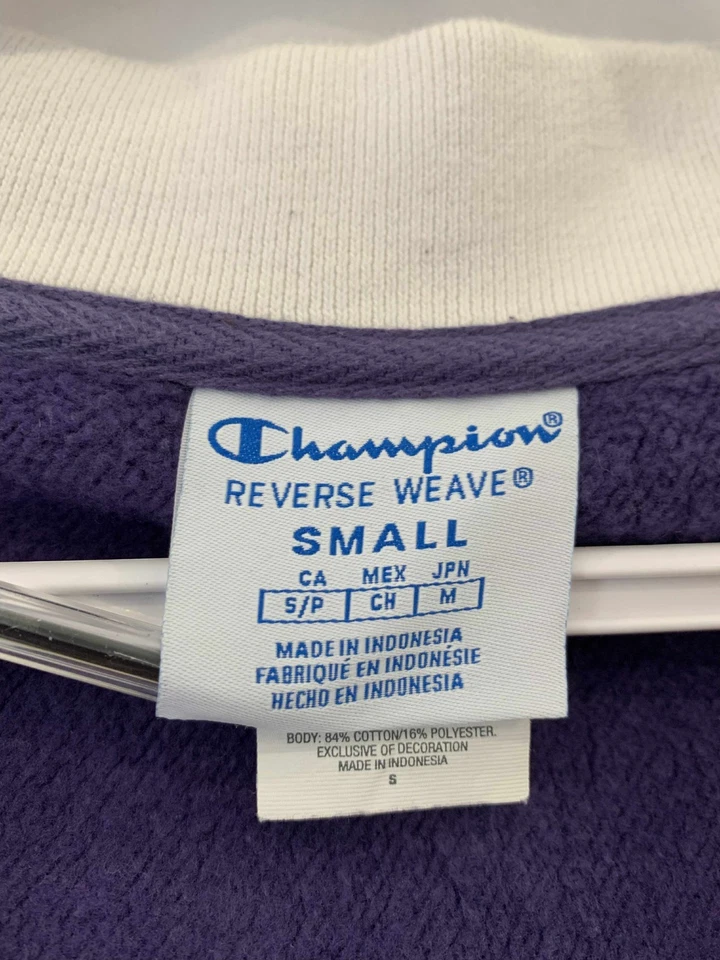 Champion®
REVERSE WEAVE®
SMALL
CA MEX JPN
S/P CH M
MADE IN INDONESIA
FABRIQUÉ EN INDONÉSIE
HECHO EN INDONESIA
BODY: 84% COTTON/16% POLYESTER.
EXCLUSIVE OF DECORATION
MADE IN INDONESIA
S